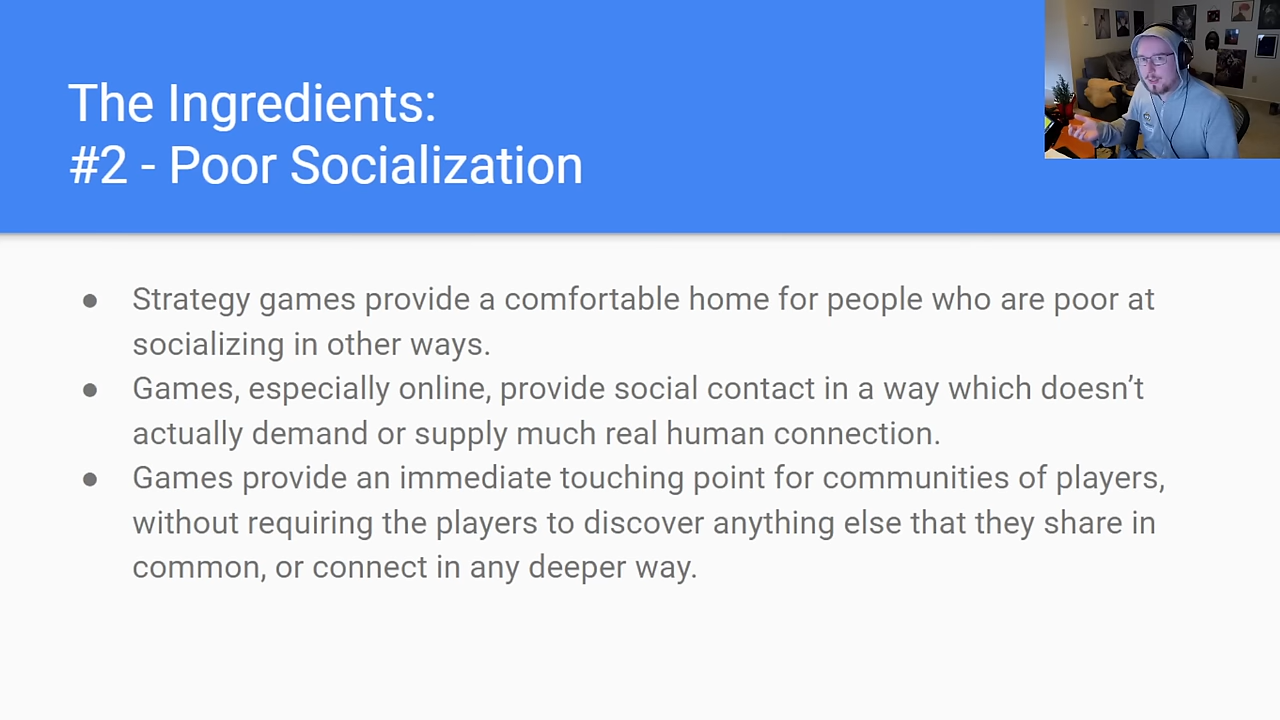 The Ingredients:
#2 - Poor Socialization
● Strategy games provide a comfortable home for people who are poor at
socializing in other ways.
● Games, especially online, provide social contact in a way which doesn’t
actually demand or supply much real human connection.
● Games provide an immediate touching point for communities of players,
without requiring the players to discover anything else that they share in
common, or connect in any deeper way.